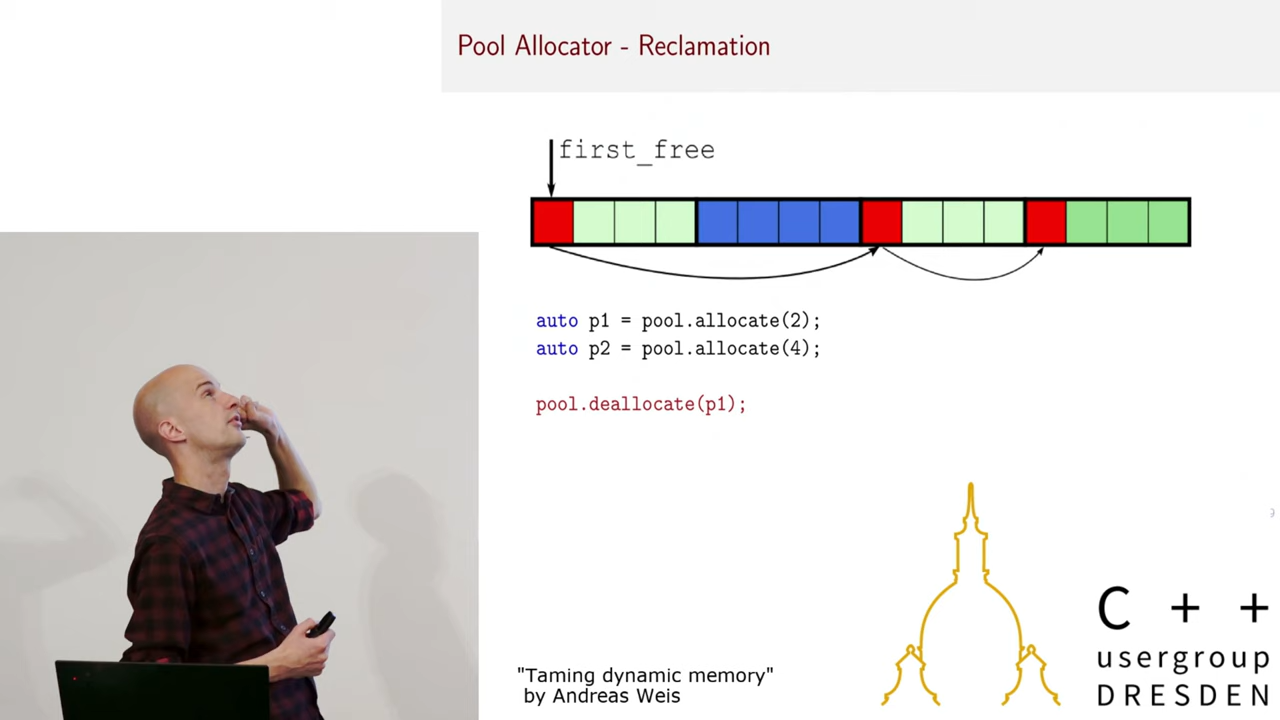 Pool Allocator - Reclamation
first_free
auto p1 = pool.allocate(2);
auto p2 = pool.allocate(4);
pool.deallocate(p1);
9
"Taming dynamic memory"
by Andreas Weis
C + +
usergroup
DRESDEN